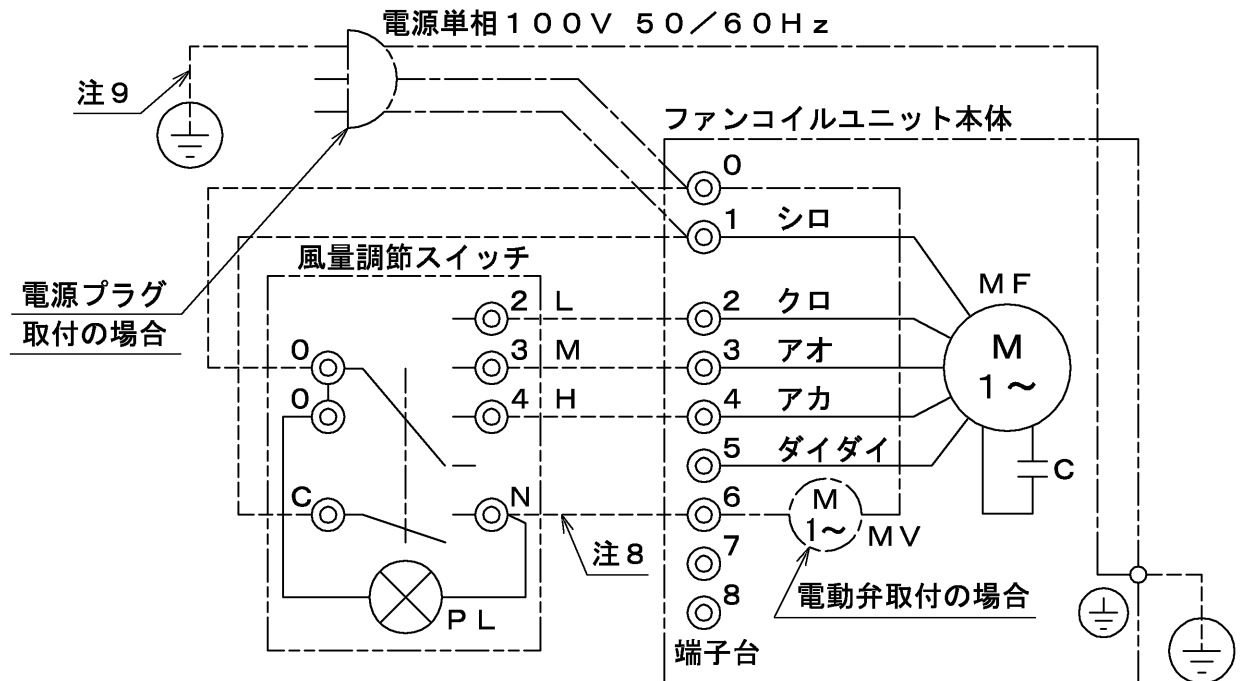 電源単相１００Ｖ ５０／６０Ｈｚ
注９
ファンコイルユニット本体
0
1 シロ
風量調節スイッチ
電源プラグ
取付の場合
ＭＦ
2 Ｌ
2 クロ
Ｍ
1～
0
3 Ｍ
3 アオ
0
4 Ｈ
4 アカ
5 ダイダイ
Ｃ
Ｃ
Ｎ
6
Ｍ
1～
ＭＶ
注８
7
電動弁取付の場合
8
ＰＬ
端子台